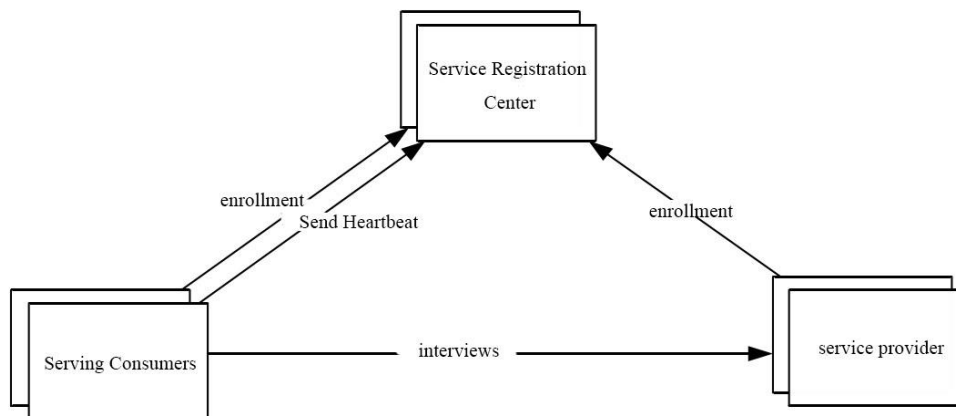 Service Registration
Center
enrollment
Send Heartbeat
enrollment
Serving Consumers
interviews
service provider